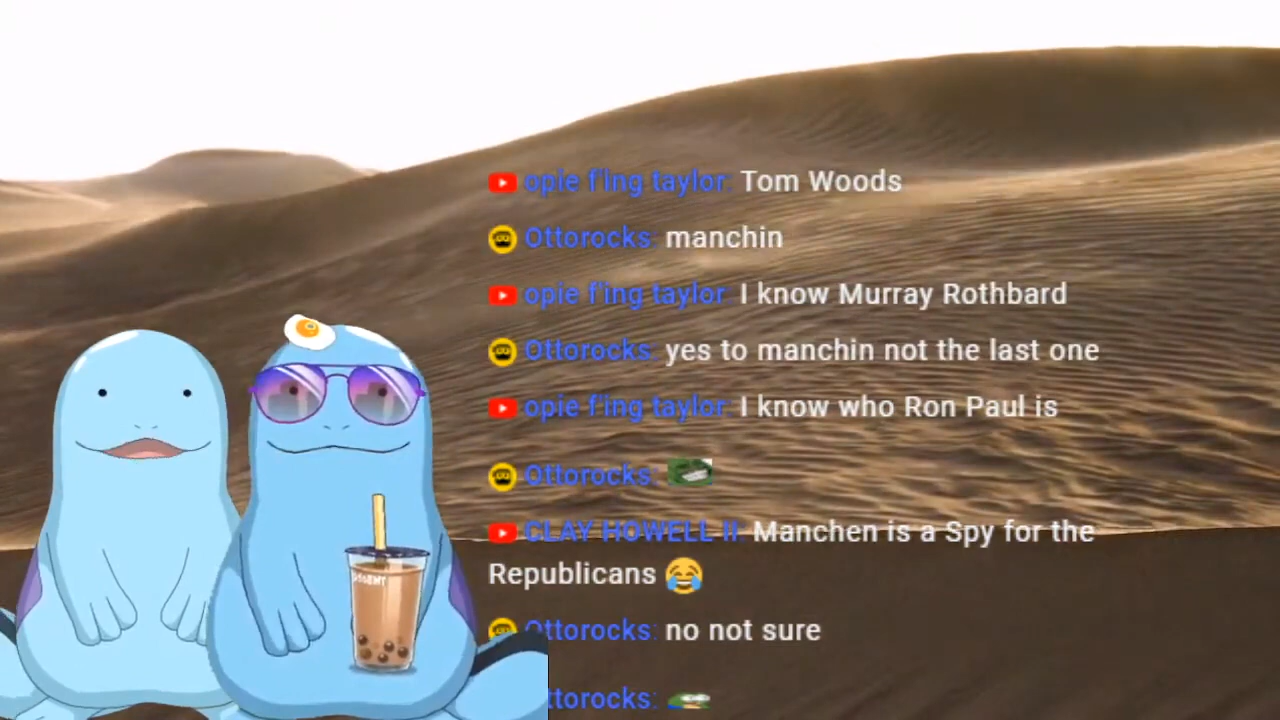 opie f'ing taylor: Tom Woods
Ottorocks: manchin
opie f'ing taylor: I know Murray Rothbard
Ottorocks: yes to manchin not the last one
opie f'ing taylor: I know who Ron Paul is
Ottorocks:
CLAY HOWELL II: Manchen is a Spy for the
Republicans 😂
ttorocks: no not sure
ttorocks: